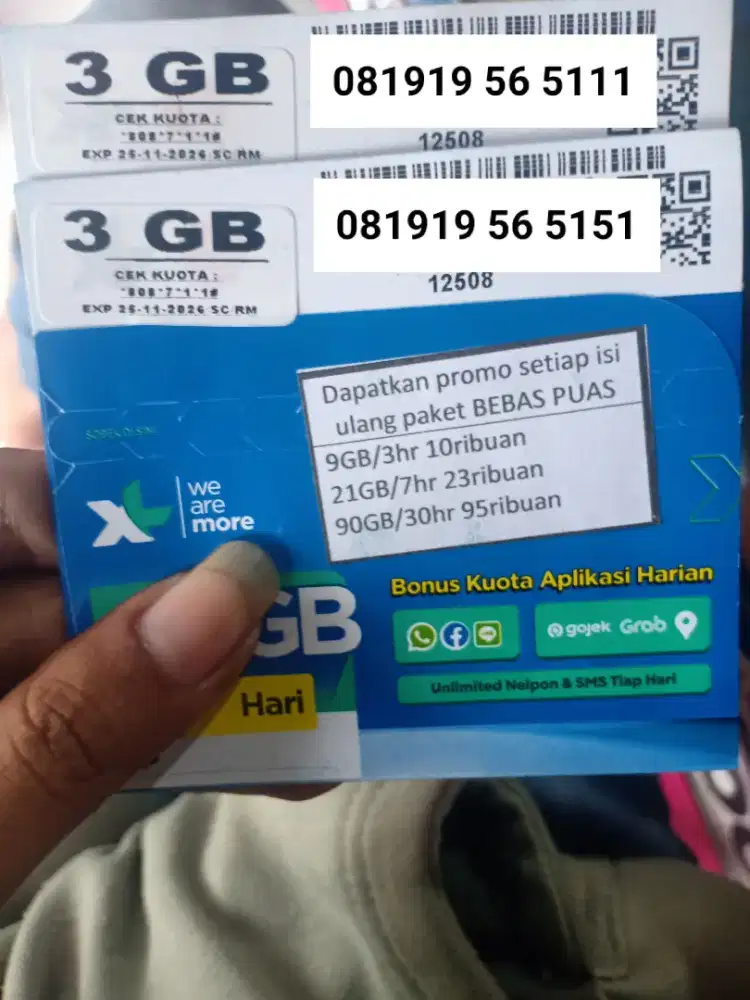 3 GB
CEK KUOTA :
*808*7*1*1#
EXP 25-11-2026 SC RM
081919 56 5111
12508
3 GB
CEK KUOTA :
*808*7*1*1#
EXP 25-11-2026 SC RM
081919 56 5151
12508
Dapatkan promo setiap isi
ulang paket BEBAS PUAS
9GB/3hr 10ribuan
21GB/7hr 23ribuan
90GB/30hr 95ribuan
XL
we
are
more
GB
Hari
Bonus Kuota Aplikasi Harian
gojek Grab
Unlimited Nelpon & SMS Tiap Hari